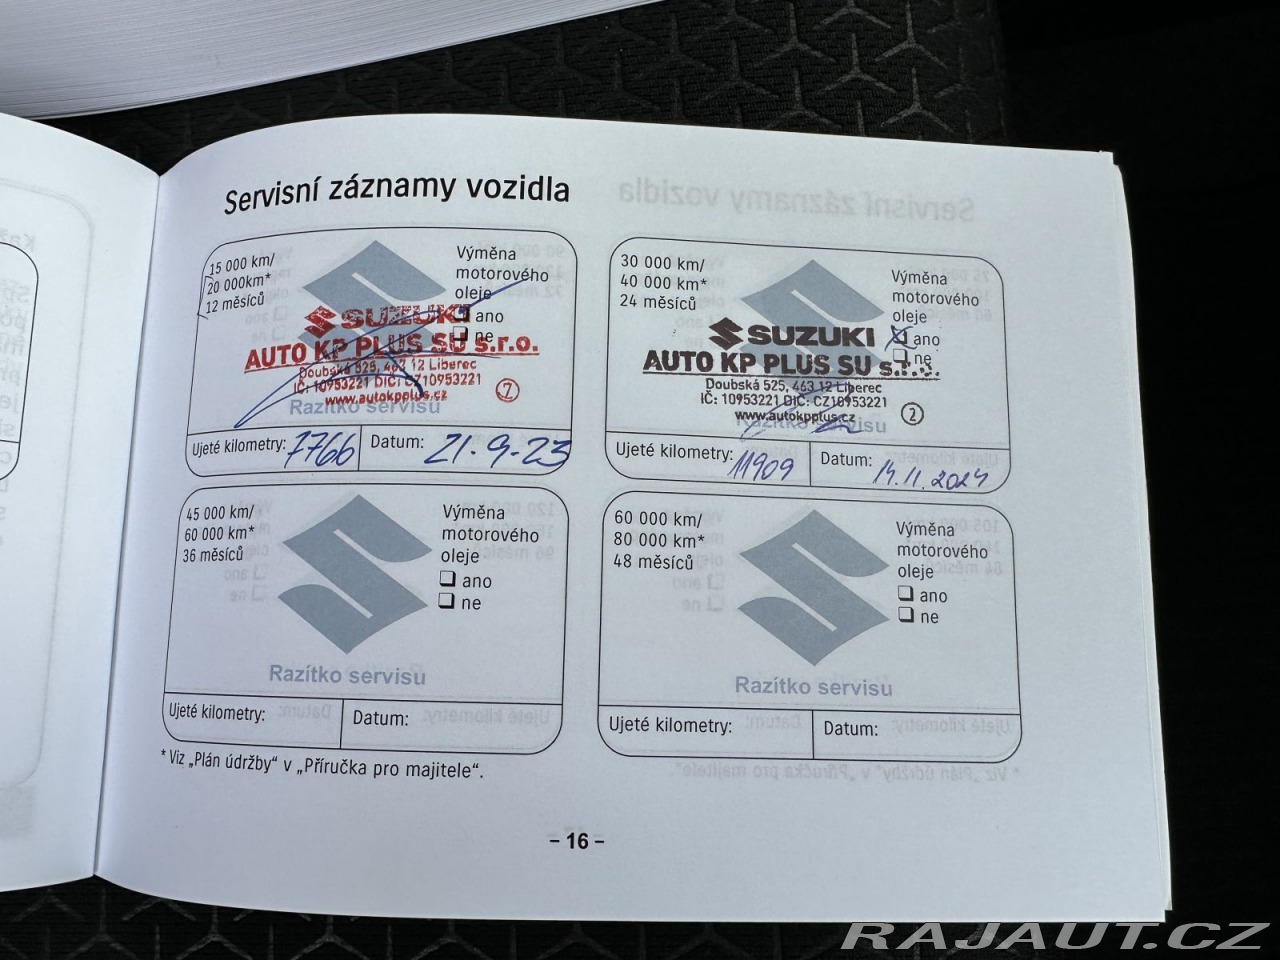 Servisní záznamy vozidla
15 000 km/
20 000km*
12 měsíců
Výměna
motorového
oleje
ano
ne
SUZUKI
AUTO KP PLUS SU s.r.o.
Doubská 525, 463 12 Liberec
IČ: 10953221 DIČ: CZ10953221
www.autokpplus.cz
Razítko servisu
Ujeté kilometry: 7766
Datum: 21.9.23
30 000 km/
40 000 km*
24 měsíců
Výměna
motorového
oleje
ano
ne
SUZUKI
AUTO KP PLUS SU s.r.o.
Doubská 525, 463 12 Liberec
IČ: 10953221 DIČ: CZ10953221
www.autokpplus.cz
2
Razítko servisu
Ujeté kilometry: 11909
Datum: 14.11.2024
45 000 km/
60 000 km*
36 měsíců
Výměna
motorového
oleje
ano
ne
Razítko servisu
Ujeté kilometry:
Datum:
60 000 km/
80 000 km*
48 měsíců
Výměna
motorového
oleje
ano
ne
Razítko servisu
Ujeté kilometry:
Datum:
* Viz „Plán údržby“ v „Příručka pro majitele“.
– 16 –
RAJAUT.CZ